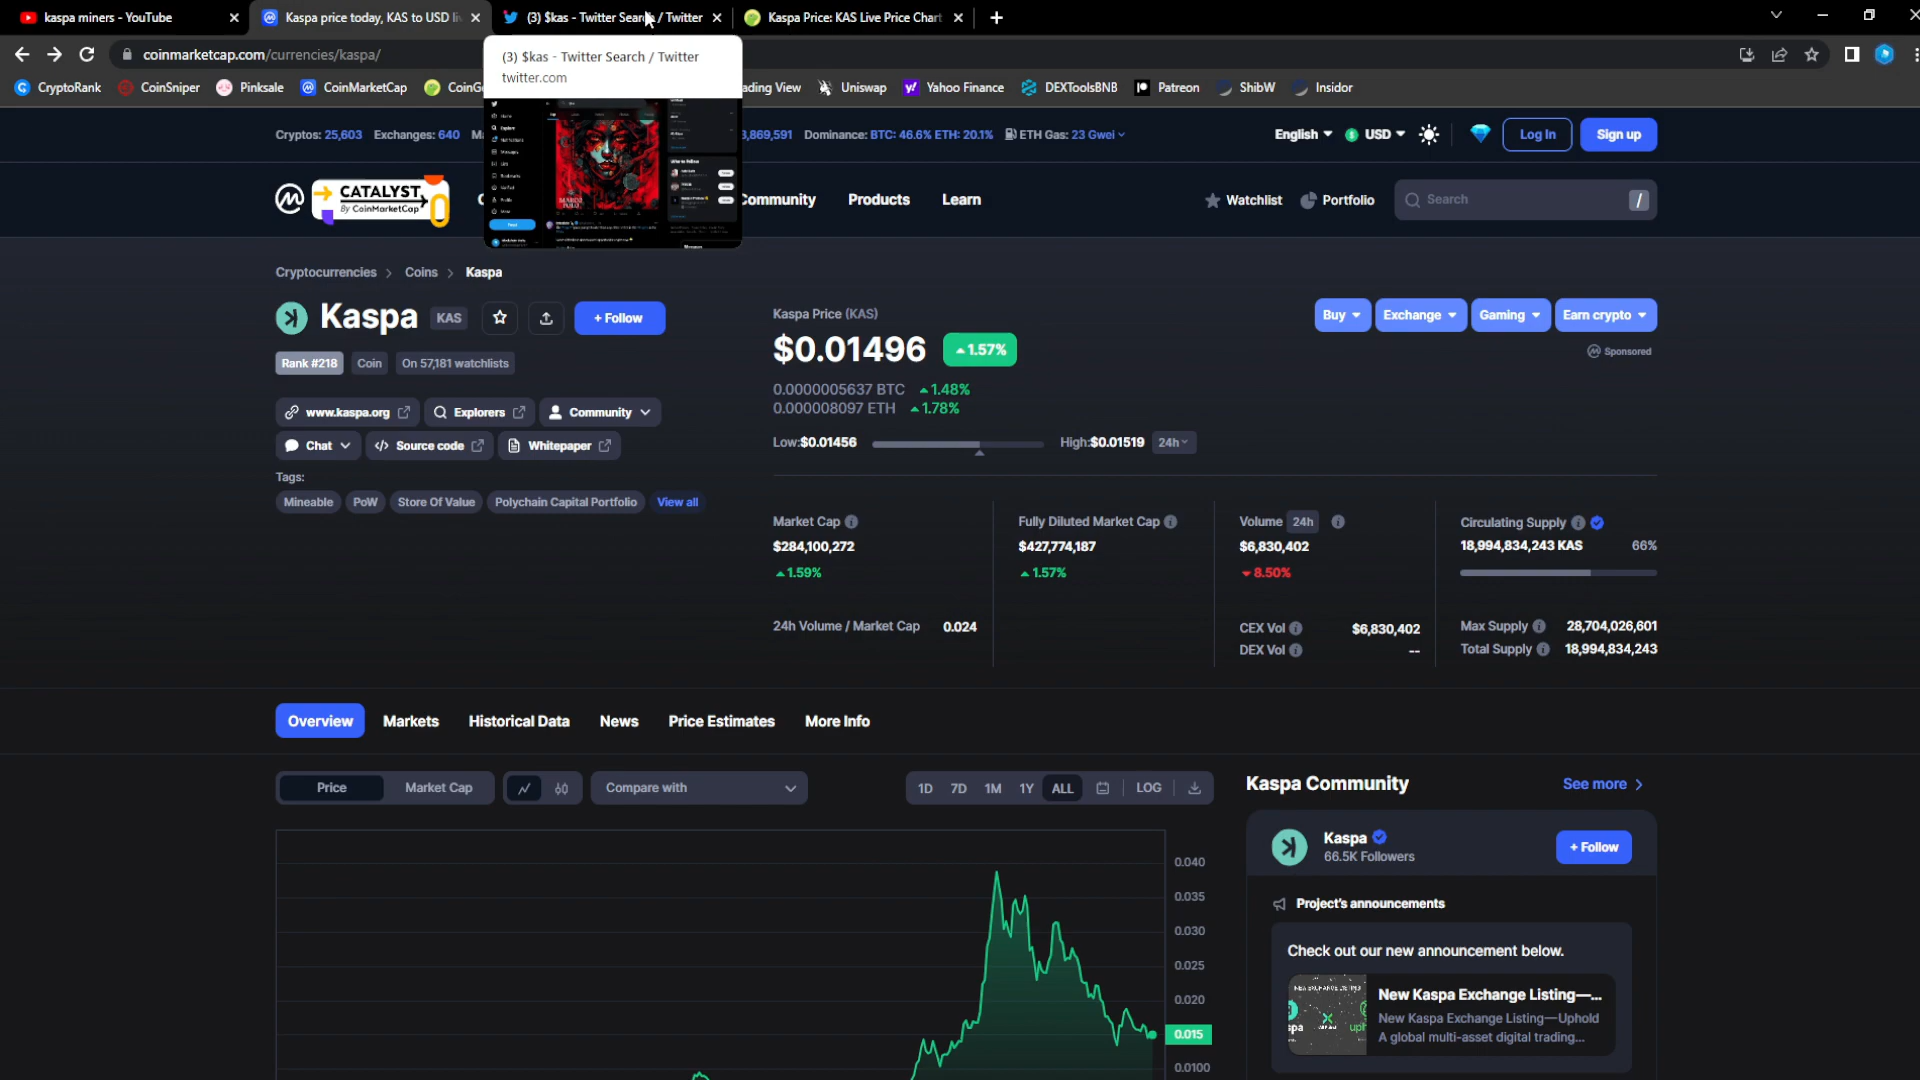 kaspa miners - YouTube
Kaspa price today, KAS to USD li
(3) $kas - Twitter Search / Twitter
Kaspa Price: KAS Live Price Chart
coinmarketcap.com/currencies/kaspa/
(3) $kas - Twitter Search / Twitter
twitter.com
CryptoRank
CoinSniper
Pinksale
CoinMarketCap
CoinG
ading View
Uniswap
Yahoo Finance
DEXToolsBNB
Patreon
ShibW
Insidor
Cryptos: 25,603
Exchanges: 640
3,869,591
Dominance: BTC: 46.6% ETH: 20.1%
ETH Gas: 23 Gwei
English
USD
Log In
Sign up
CATALYST
By CoinMarketCap
ommunity
Products
Learn
Watchlist
Portfolio
Search
/
Cryptocurrencies
Coins
Kaspa
Kaspa
KAS
+ Follow
Rank #218
Coin
On 57,181 watchlists
www.kaspa.org
Explorers
Community
Chat
Source code
Whitepaper
Tags:
Mineable
PoW
Store Of Value
Polychain Capital Portfolio
View all
Kaspa Price (KAS)
$0.01496
1.57%
0.0000005637 BTC
1.48%
0.000008097 ETH
1.78%
Low:$0.01456
High:$0.01519
24h
Buy
Exchange
Gaming
Earn crypto
Sponsored
Market Cap
$284,100,272
1.59%
24h Volume / Market Cap 0.024
Fully Diluted Market Cap
$427,774,187
1.57%
Volume 24h
$6,830,402
8.50%
CEX Vol $6,830,402
DEX Vol --
Circulating Supply
18,994,834,243 KAS 66%
Max Supply 28,704,026,601
Total Supply 18,994,834,243
Overview
Markets
Historical Data
News
Price Estimates
More Info
Price
Market Cap
Compare with
1D
7D
1M
1Y
ALL
LOG
0.040
0.035
0.030
0.025
0.020
0.015
0.0100
Kaspa Community
See more
Kaspa
66.5K Followers
+ Follow
Project's announcements
Check out our new announcement below.
New Kaspa Exchange Listing—...
New Kaspa Exchange Listing—Uphold
A global multi-asset digital trading...